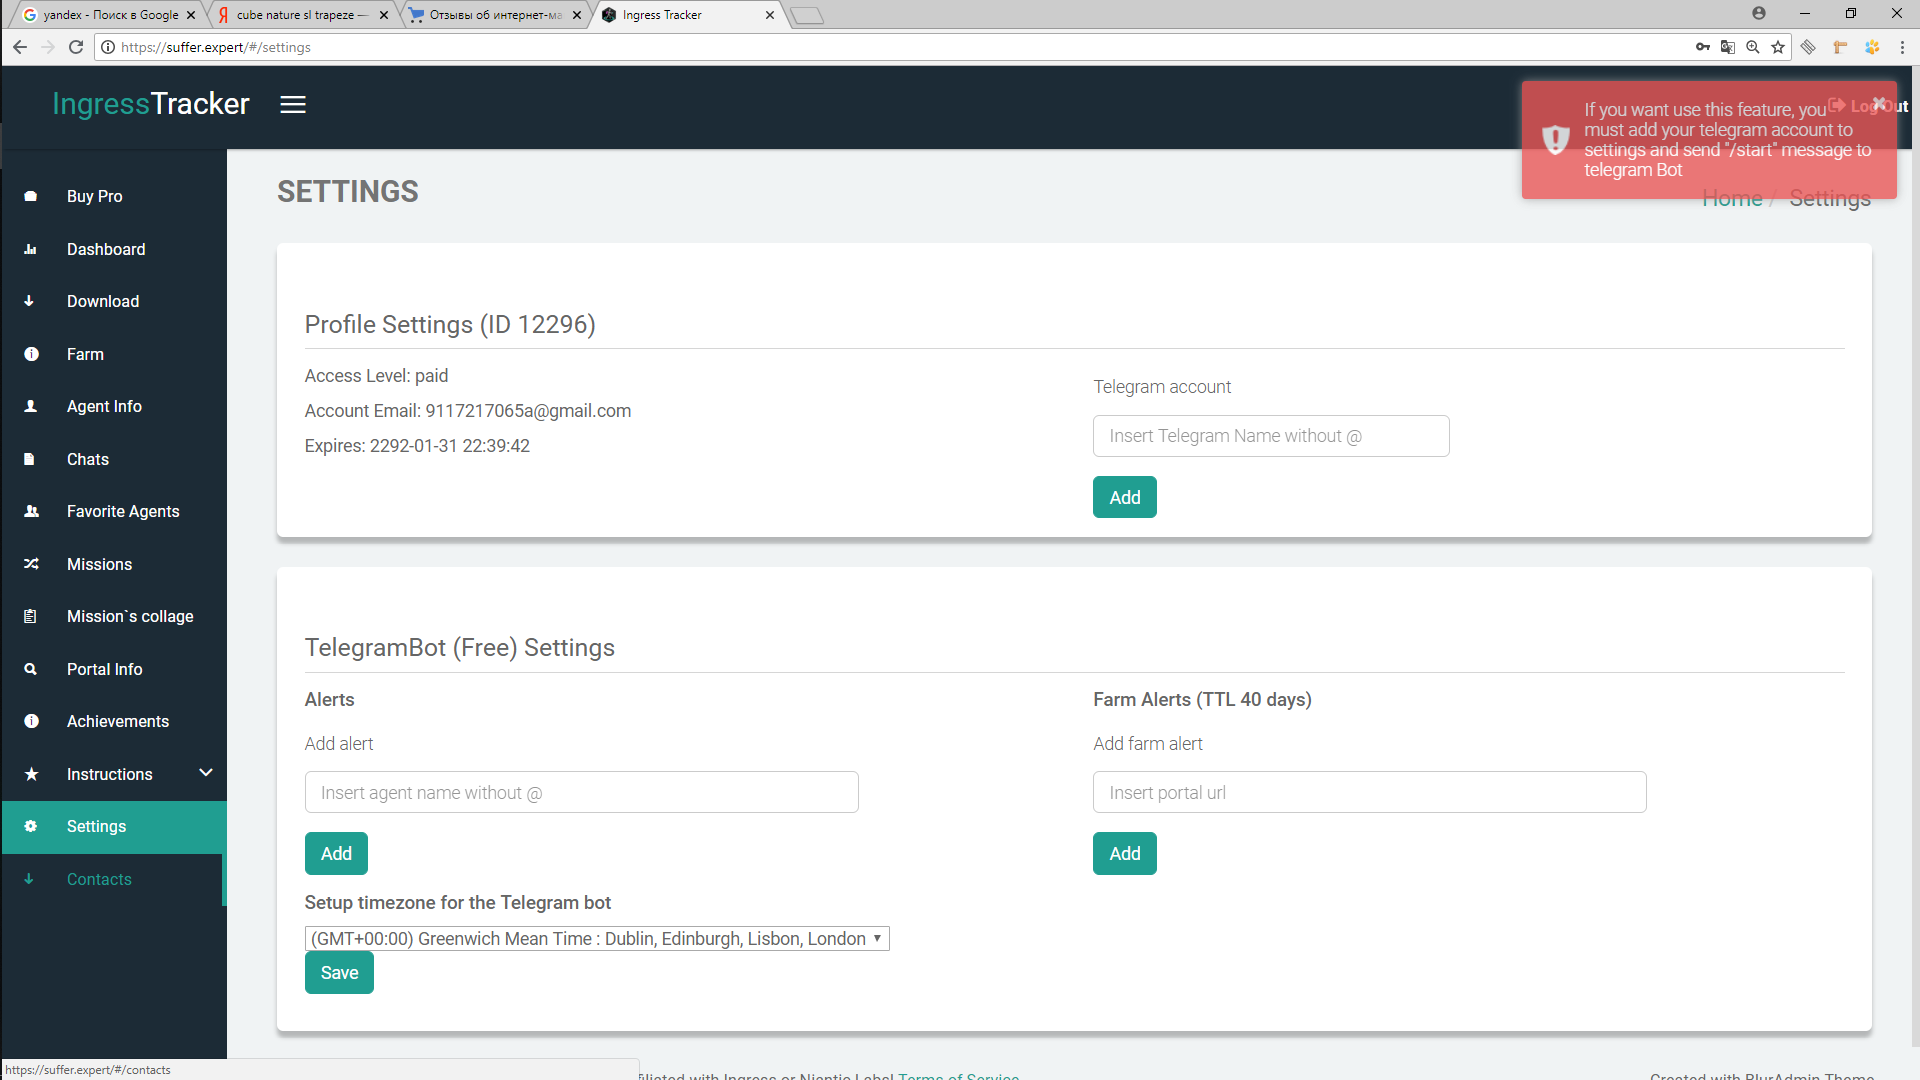 yandex - Поиск в Google
cube nature sl trapeze —
Отзывы об интернет-ма
Ingress Tracker
https://suffer.expert/#/settings
IngressTracker
If you want use this feature, you
must add your telegram account to
settings and send "/start" message to
telegram Bot
Log Out
SETTINGS
Home / Settings
Buy Pro
Dashboard
Download
Farm
Agent Info
Chats
Favorite Agents
Missions
Mission`s collage
Portal Info
Achievements
Instructions
Settings
Contacts
Profile Settings (ID 12296)
Access Level: paid
Account Email: 9117217065a@gmail.com
Expires: 2292-01-31 22:39:42
Telegram account
Insert Telegram Name without @
Add
TelegramBot (Free) Settings
Alerts
Add alert
Insert agent name without @
Add
Farm Alerts (TTL 40 days)
Add farm alert
Insert portal url
Add
Setup timezone for the Telegram bot
(GMT+00:00) Greenwich Mean Time : Dublin, Edinburgh, Lisbon, London
Save
https://suffer.expert/#/contacts
filiated with Ingress or Niantic Labs! Terms of Service
Created with BlurAdmin Theme